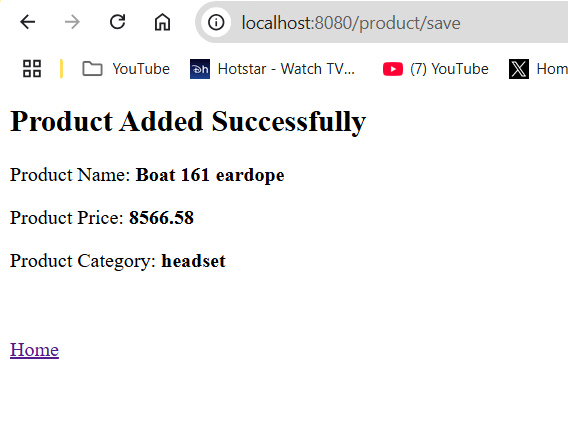 localhost:8080/product/save
YouTube Hotstar - Watch TV... (7) YouTube Hom
Product Added Successfully
Product Name: Boat 161 eardope
Product Price: 8566.58
Product Category: headset
Home